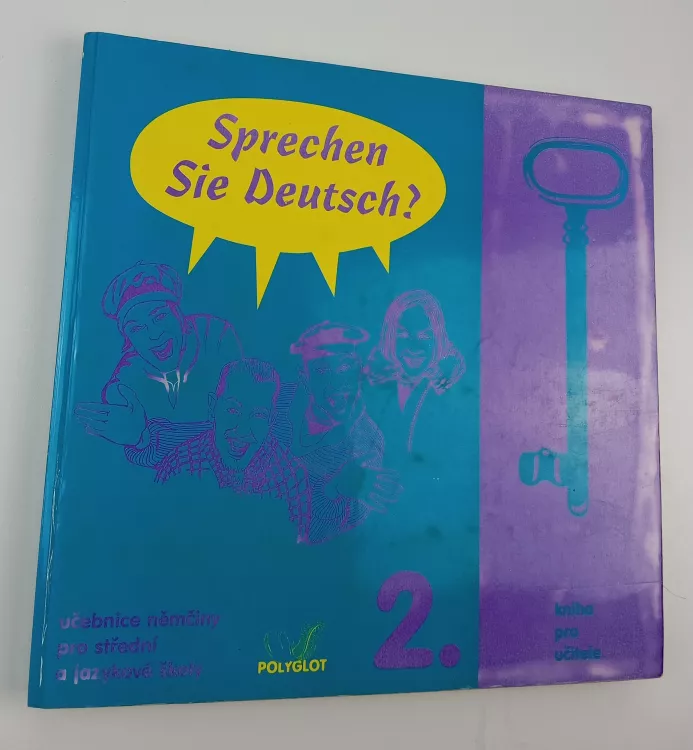 Sprechen
Sie Deutsch?
učebnice němčiny
pro střední
a jazykové školy
POLYGLOT
2.
kniha
pro
učitele